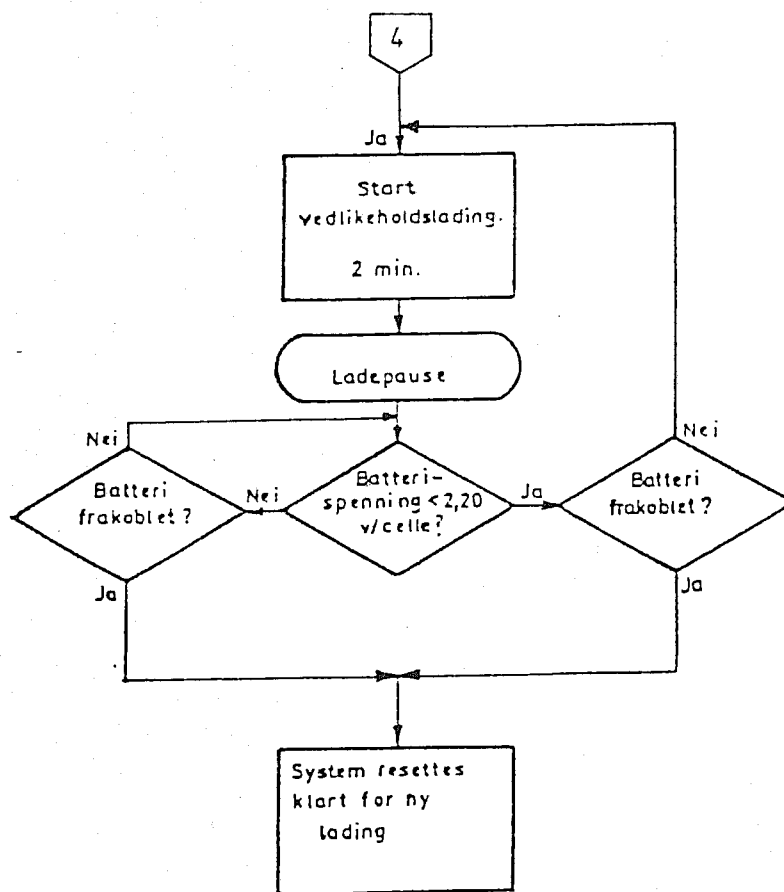 4
Ja
Start
vedlikeholdslading.
2 min.
Ladepause
Nei
Batteri
frakoblet?
Nei
Batteri-
spenning<2,20
v/celle?
Ja
Nei
Batteri
frakoblet?
Ja
Ja
System resettes
klart for ny
lading